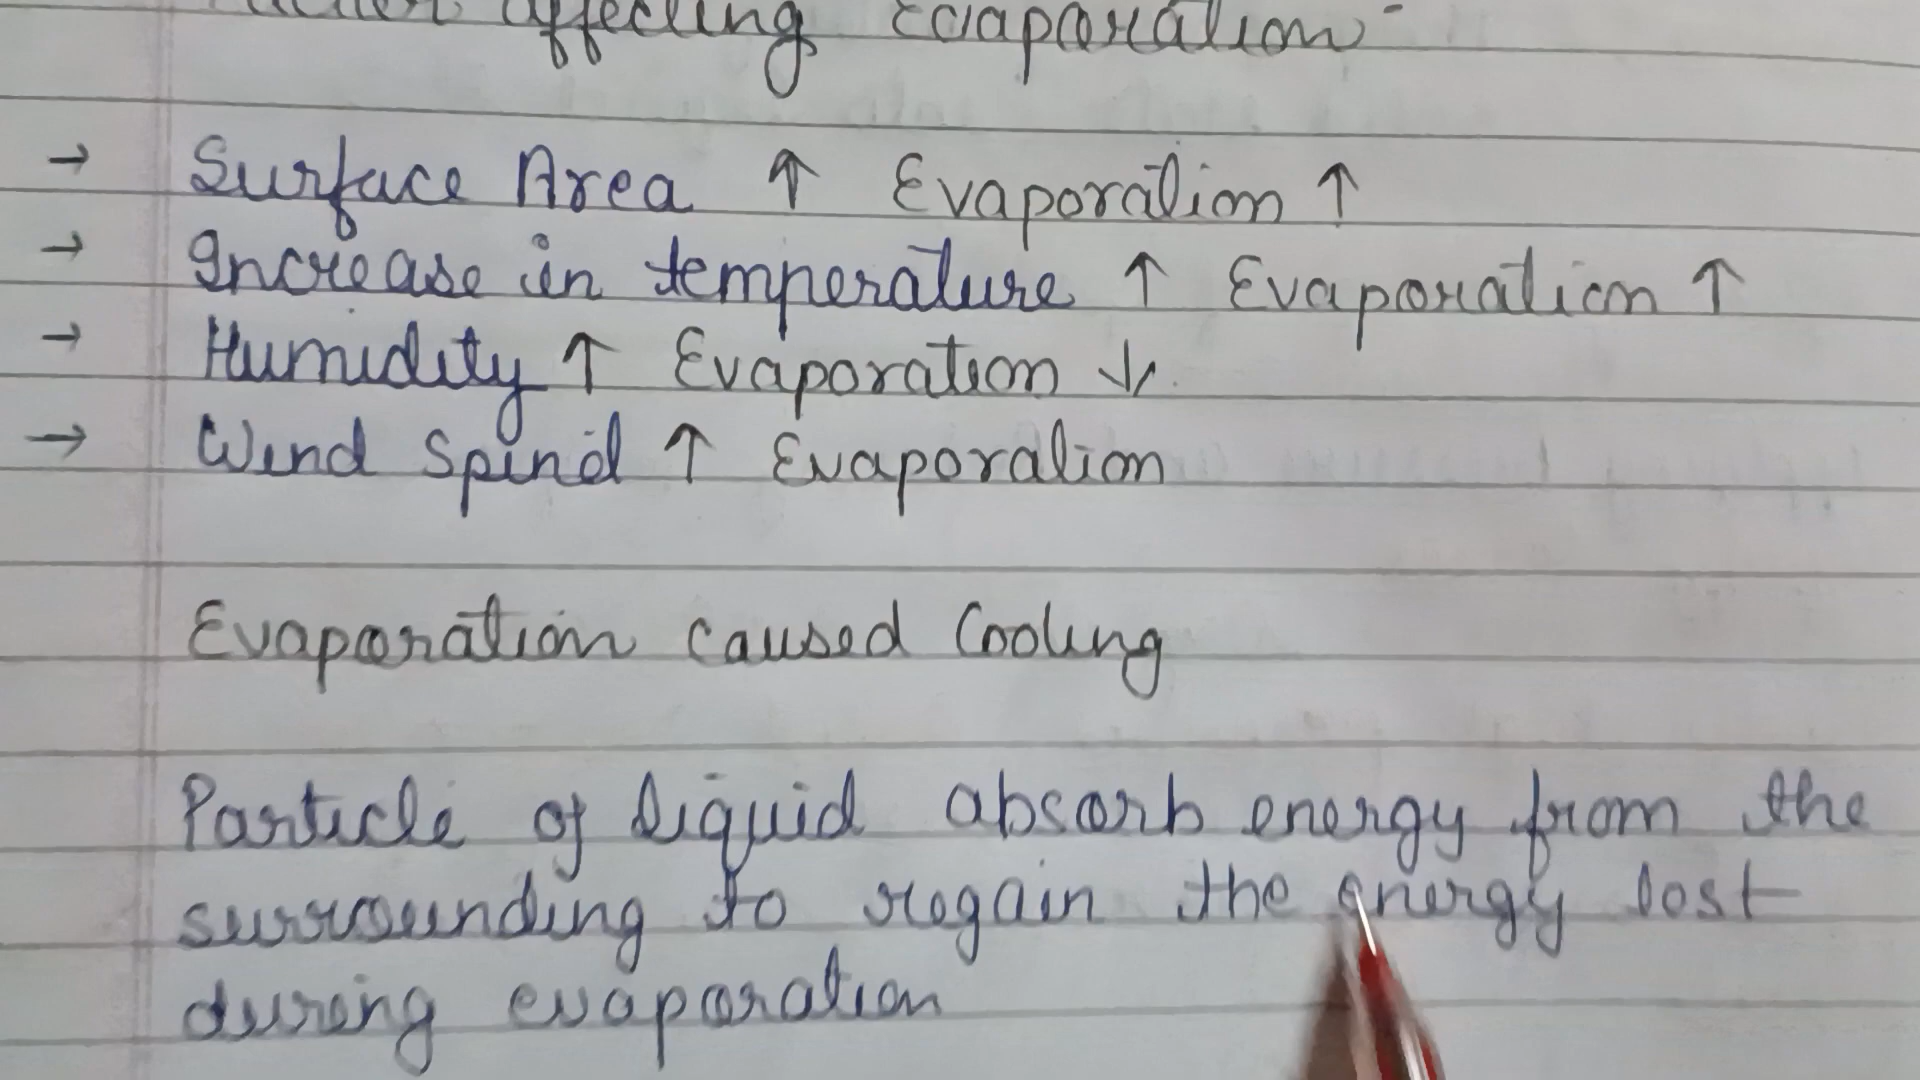 affecting Evaporation -
→ Surface Area ↑ Evaporation ↑
→ Increase in temperature ↑ Evaporation ↑
→ Humidity ↑ Evaporation ↓
→ Wind Spind ↑ Evaporation
Evaporation caused Cooling
Particle of liquid absorb energy from the
surrounding to regain the energy lost
during evaporation